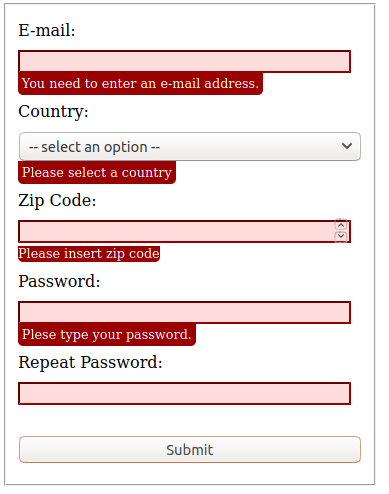 E-mail:
You need to enter an e-mail address.
Country:
-- select an option --
Please select a country
Zip Code:
Please insert zip code
Password:
Plese type your password.
Repeat Password:
Submit